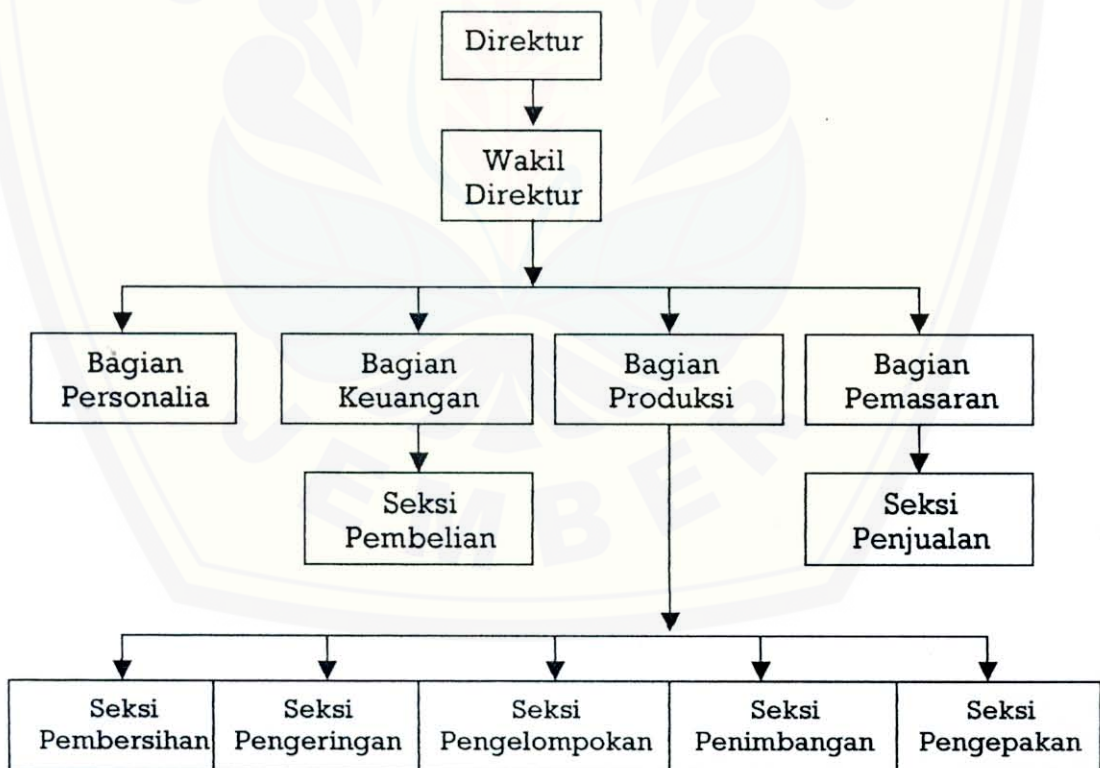 Direktur
Wakil
Direktur
Bagian
Personalia
Bagian
Keuangan
Bagian
Produksi
Bagian
Pemasaran
Seksi
Pembelian
Seksi
Penjualan
JEMBER
Seksi
Pembersihan
Seksi
Pengeringan
Seksi
Pengelompokan
Seksi
Penimbangan
Seksi
Pengepakan